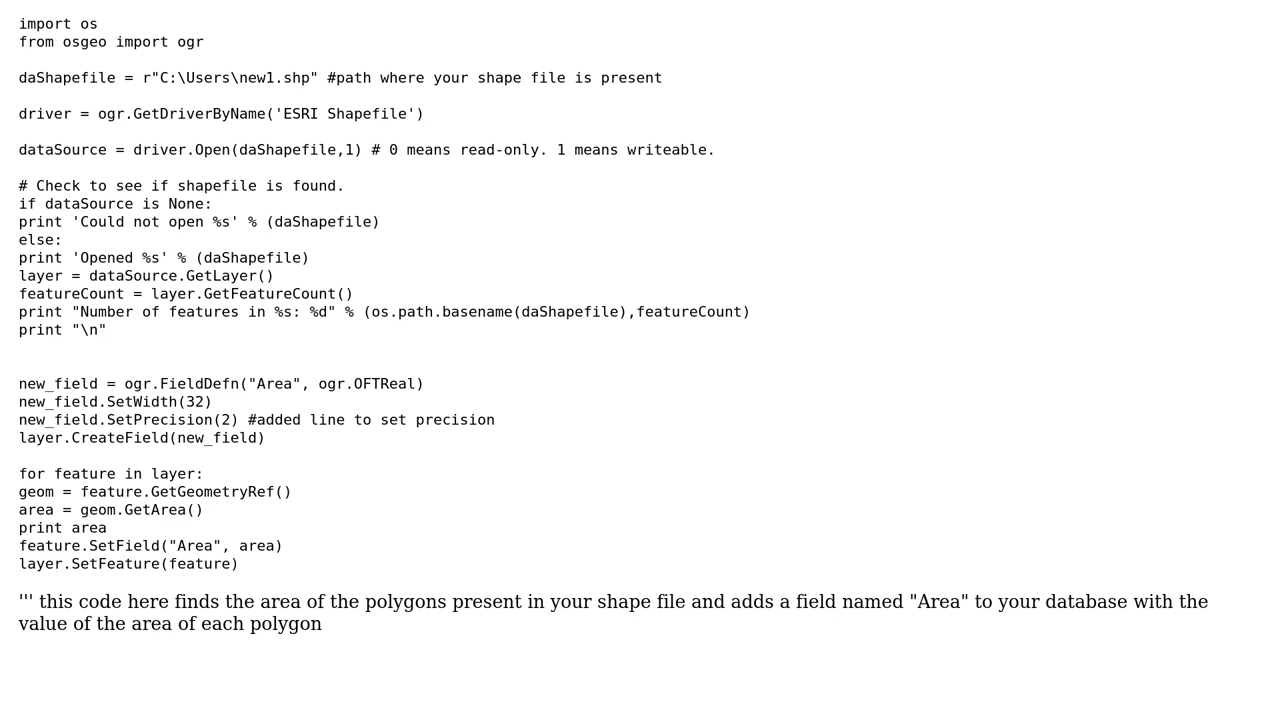 import os
from osgeo import ogr
daShapefile = r"C:\Users\new1.shp" #path where your shape file is present
driver = ogr.GetDriverByName('ESRI Shapefile')
dataSource = driver.Open(daShapefile,1) # 0 means read-only. 1 means writeable.
# Check to see if shapefile is found.
if dataSource is None:
print 'Could not open %s' % (daShapefile)
else:
print 'Opened %s' % (daShapefile)
layer = dataSource.GetLayer()
featureCount = layer.GetFeatureCount()
print "Number of features in %s: %d" % (os.path.basename(daShapefile),featureCount)
print "\n"
new_field = ogr.FieldDefn("Area", ogr.OFTReal)
new_field.SetWidth(32)
new_field.SetPrecision(2) #added line to set precision
layer.CreateField(new_field)
for feature in layer:
geom = feature.GetGeometryRef()
area = geom.GetArea()
print area
feature.SetField("Area", area)
layer.SetFeature(feature)
''' this code here finds the area of the polygons present in your shape file and adds a field named "Area" to your database with the
value of the area of each polygon